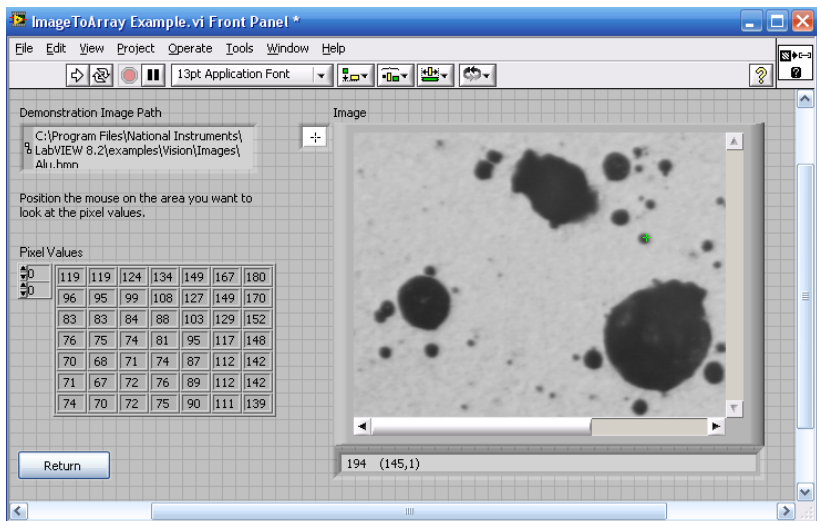 ImageToArray Example.vi Front Panel *
File Edit View Project Operate Tools Window Help
13pt Application Font
Demonstration Image Path
C:\Program Files\National Instruments\
LabVIEW 8.2\examples\Vision\Images\
Alu.bmp
Position the mouse on the area you want to
look at the pixel values.
Pixel Values
0
0
119 119 124 134 149 167 180
96 95 99 108 127 149 170
83 83 84 88 103 129 152
76 75 74 81 95 117 148
70 68 71 74 87 112 142
71 67 72 76 89 112 142
74 70 72 75 90 111 139
Return
Image
194 (145,1)